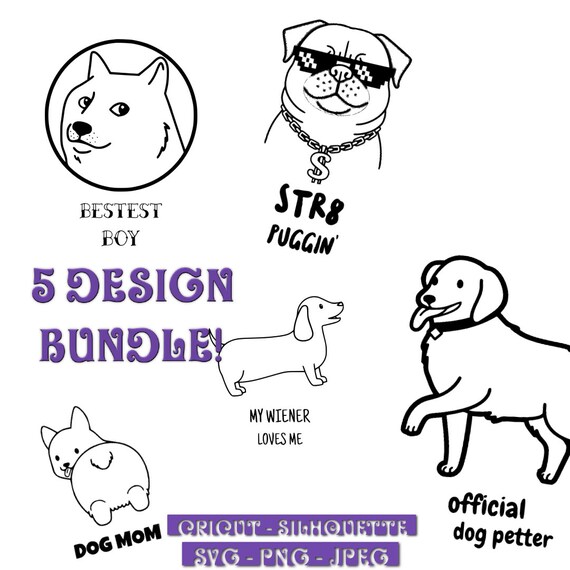 BESTEST
BOY
$
STR8
PUGGIN'
5 DESIGN
BUNDLE!
MY WIENER
LOVES ME
DOG MOM
official
dog petter
CRICUT - SILHOUETTE
SVG - PNG - JPEG